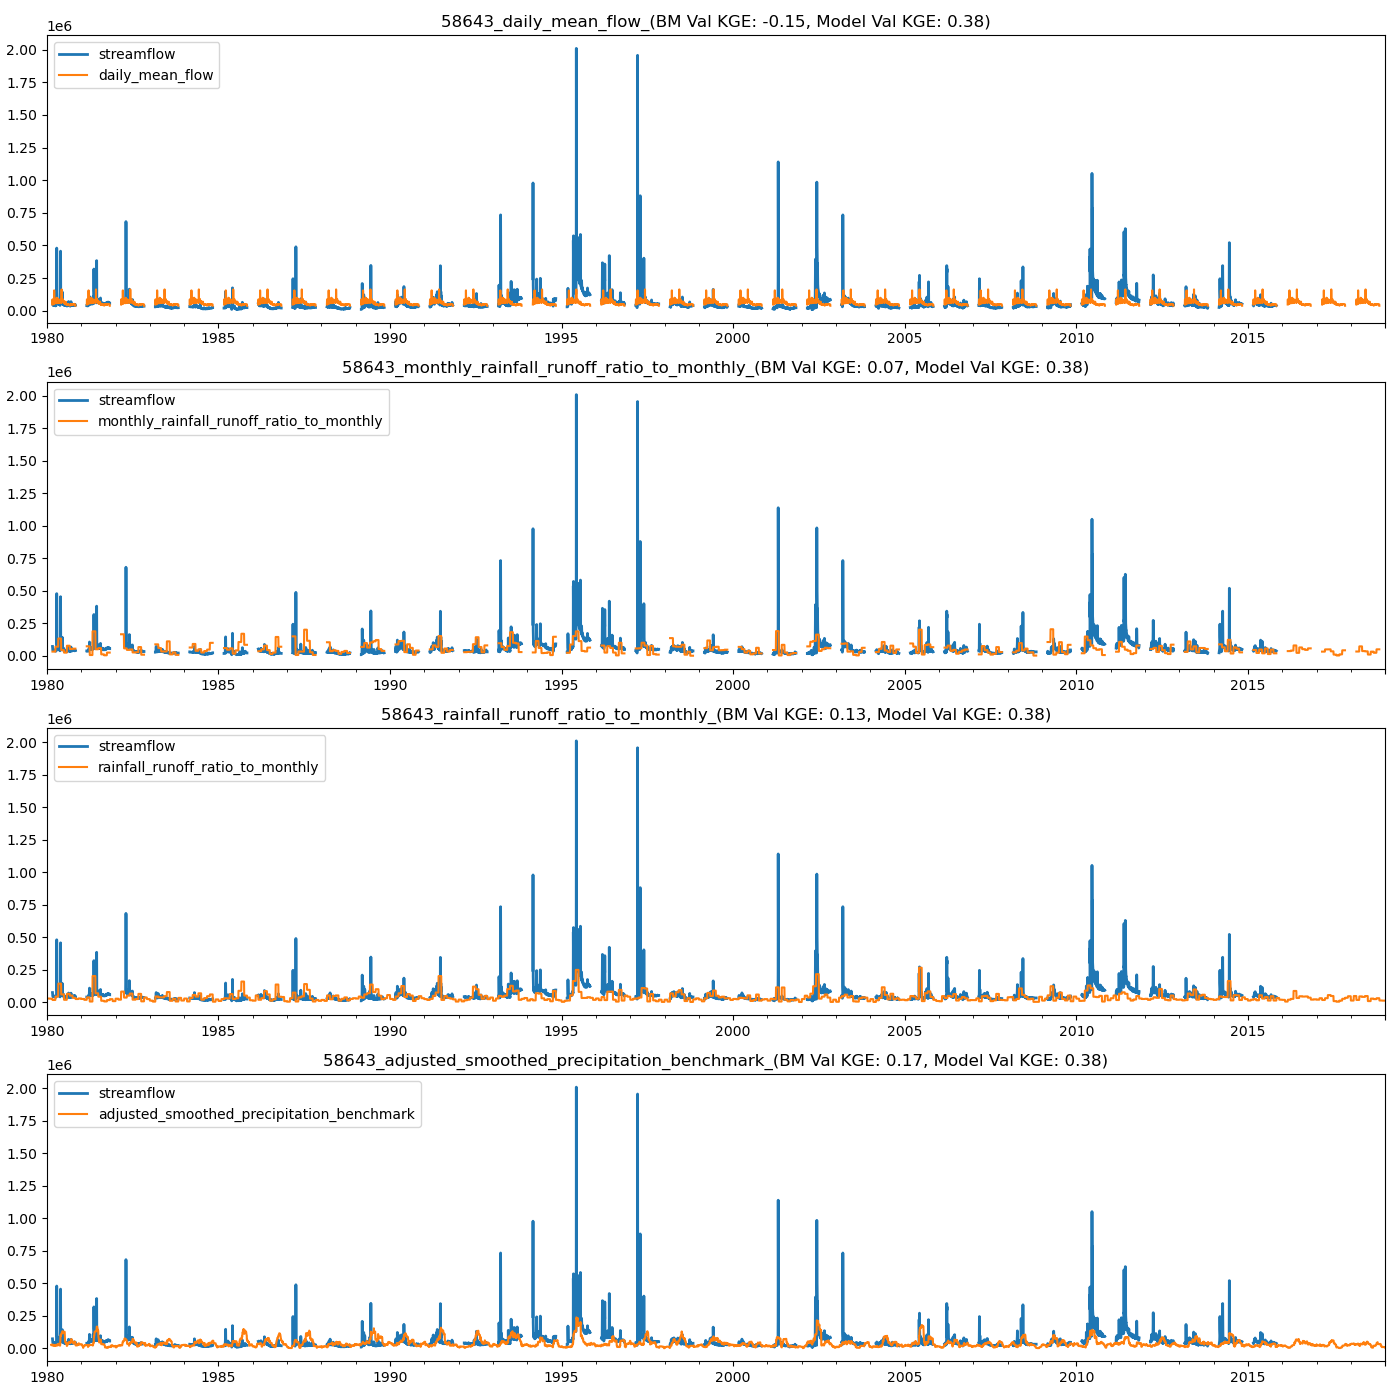 58643_daily_mean_flow_(BM Val KGE: -0.15, Model Val KGE: 0.38)
1e6
streamflow
daily_mean_flow
2.00
1.75
1.50
1.25
1.00
0.75
0.50
0.25
0.00
1980 1985 1990 1995 2000 2005 2010 2015
58643_monthly_rainfall_runoff_ratio_to_monthly_(BM Val KGE: 0.07, Model Val KGE: 0.38)
1e6
streamflow
monthly_rainfall_runoff_ratio_to_monthly
2.00
1.75
1.50
1.25
1.00
0.75
0.50
0.25
0.00
1980 1985 1990 1995 2000 2005 2010 2015
58643_rainfall_runoff_ratio_to_monthly_(BM Val KGE: 0.13, Model Val KGE: 0.38)
1e6
streamflow
rainfall_runoff_ratio_to_monthly
2.00
1.75
1.50
1.25
1.00
0.75
0.50
0.25
0.00
1980 1985 1990 1995 2000 2005 2010 2015
58643_adjusted_smoothed_precipitation_benchmark_(BM Val KGE: 0.17, Model Val KGE: 0.38)
1e6
streamflow
adjusted_smoothed_precipitation_benchmark
2.00
1.75
1.50
1.25
1.00
0.75
0.50
0.25
0.00
1980 1985 1990 1995 2000 2005 2010 2015